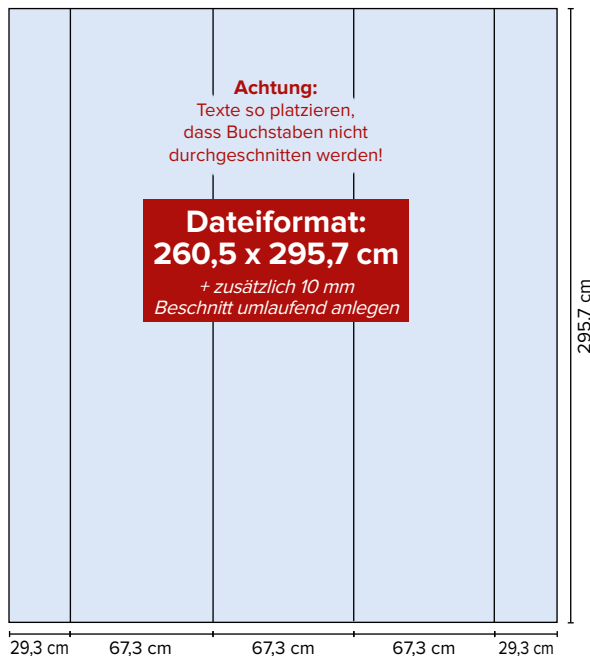 Achtung:
Texte so platzieren,
dass Buchstaben nicht
durchgeschnitten werden!
Dateiformat:
260,5 x 295,7 cm
+ zusätzlich 10 mm
Beschnitt umlaufend anlegen
295,7 cm
29,3 cm 67,3 cm 67,3 cm 67,3 cm 29,3 cm